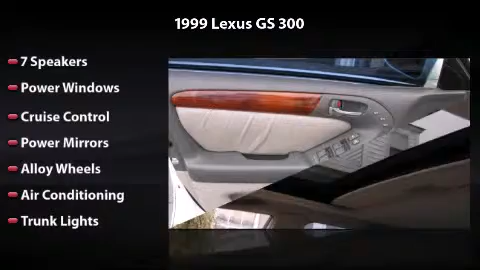 1999 Lexus GS 300
7 Speakers
Power Windows
Cruise Control
Power Mirrors
Alloy Wheels
Air Conditioning
Trunk Lights